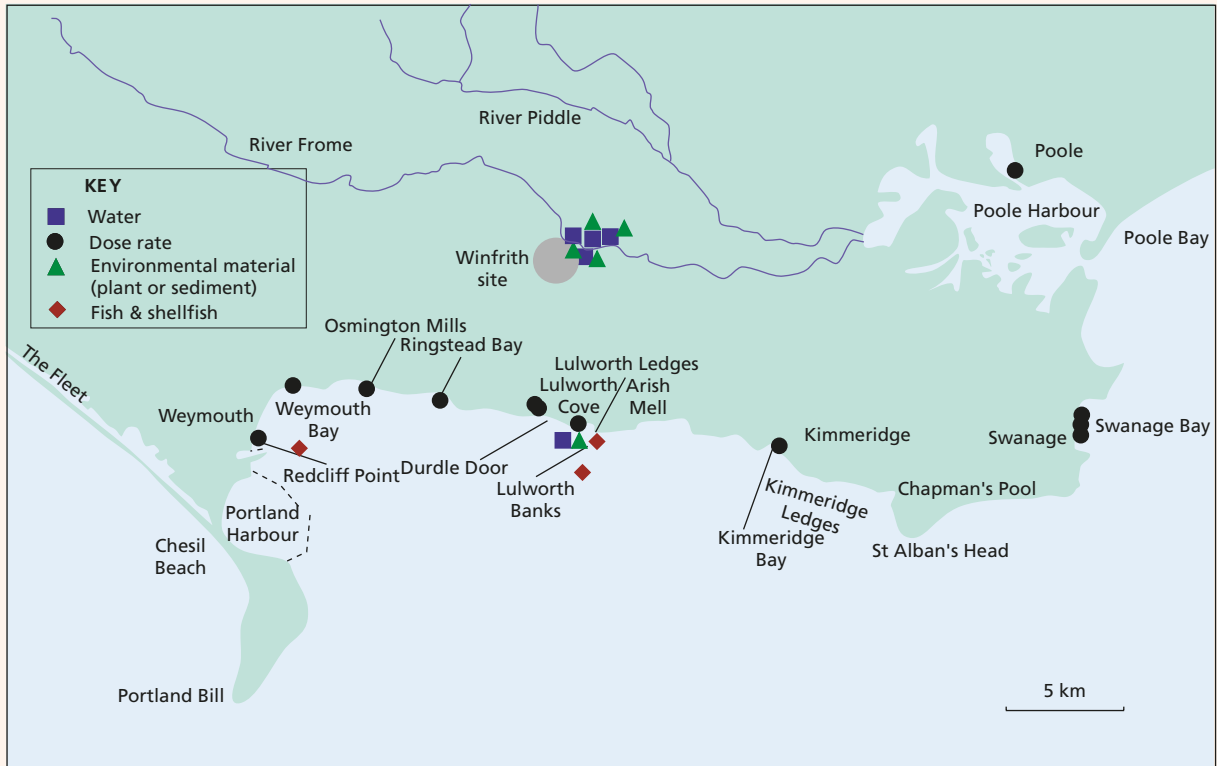 River Piddle
River Frome
Poole
KEY
Water
Dose rate
Environmental material
(plant or sediment)
Fish & shellfish
Poole Harbour
Poole Bay
Winfrith
site
Osmington Mills
Ringstead Bay
The Fleet
Lulworth Ledges
Lulworth
Cove
Arish
Mell
Weymouth
Weymouth
Bay
Kimmeridge
Swanage
Swanage Bay
Redcliff Point
Durdle Door
Lulworth
Banks
Kimmeridge
Ledges
Chapman's Pool
Portland
Harbour
Kimmeridge
Bay
St Alban's Head
Chesil
Beach
Portland Bill
5 km